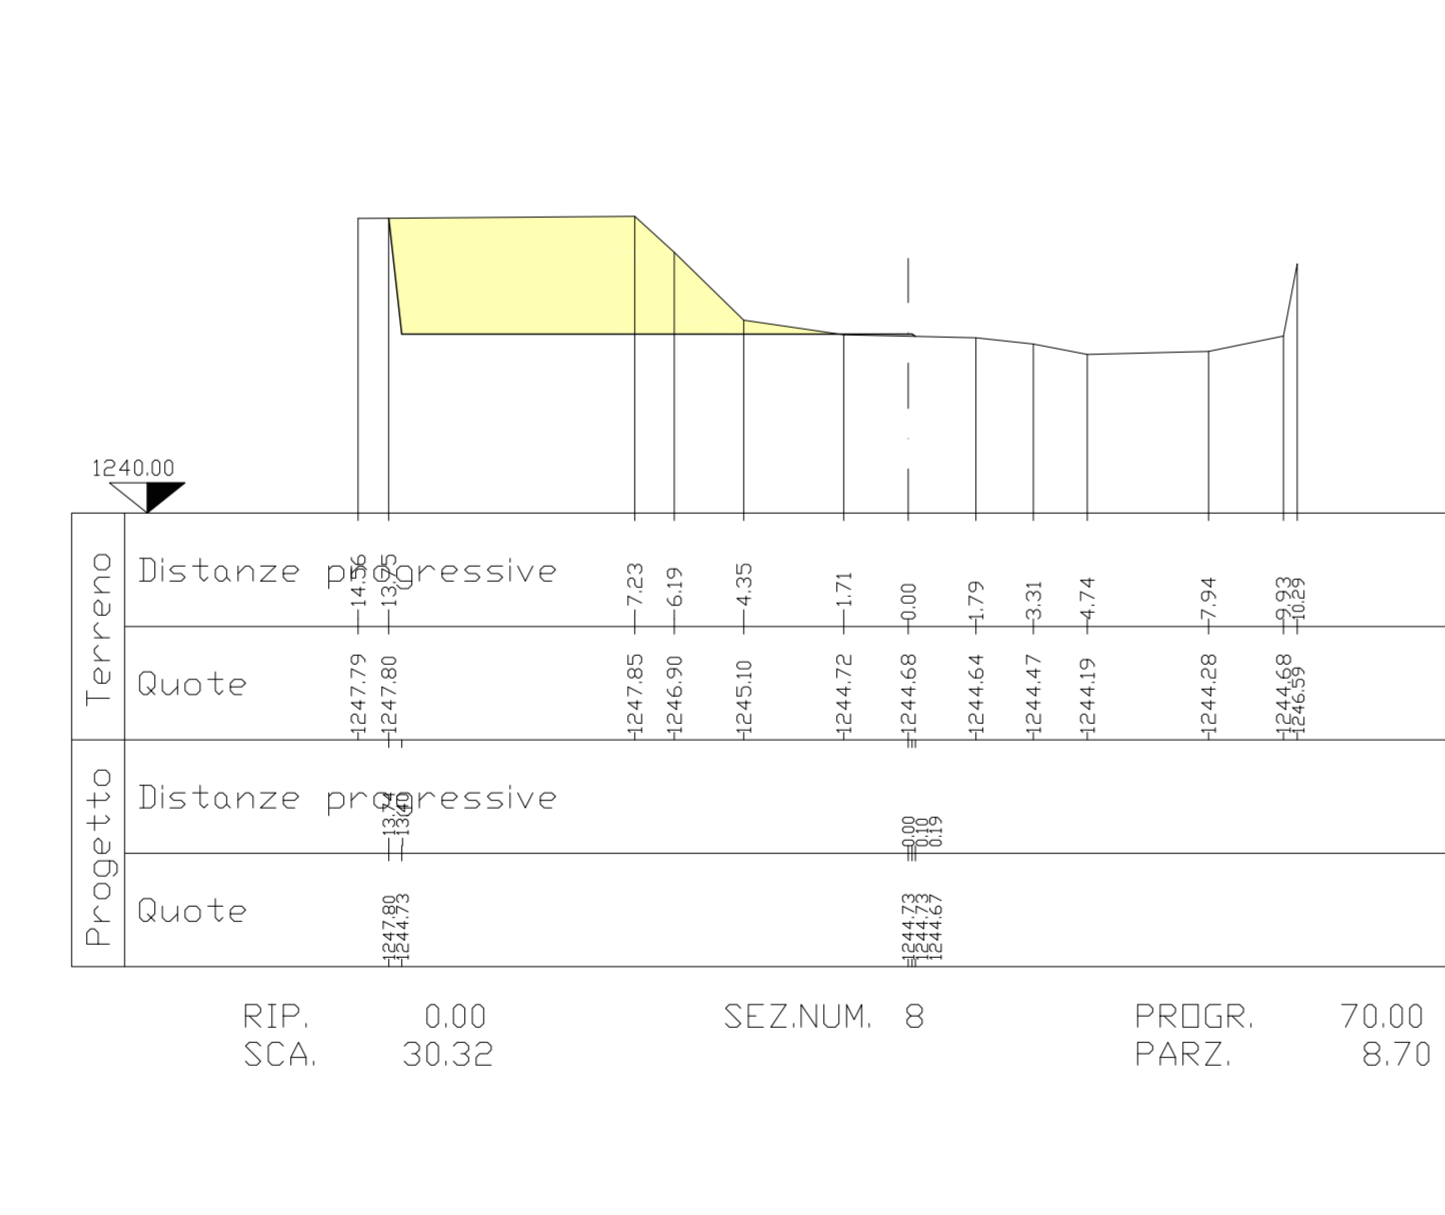 1240.00
Terreno
Distanze progressive
-14.56 -13.75 -7.23 -6.19 -4.35 -1.71 0.00 1.79 3.31 4.74 7.94 9.93 10.29
Quote
1247.79 1247.80 1247.85 1246.90 1245.10 1244.72 1244.68 1244.64 1244.47 1244.19 1244.28 1244.68 1246.59
Progetto
Distanze progressive
-13.74 -13.40 0.00 0.10 0.19
Quote
1247.80 1244.73 1244.73 1244.73 1244.67
RIP. 0.00 SEZ.NUM. 8 PROGR. 70.00
SCA. 30.32 PARZ. 8.70